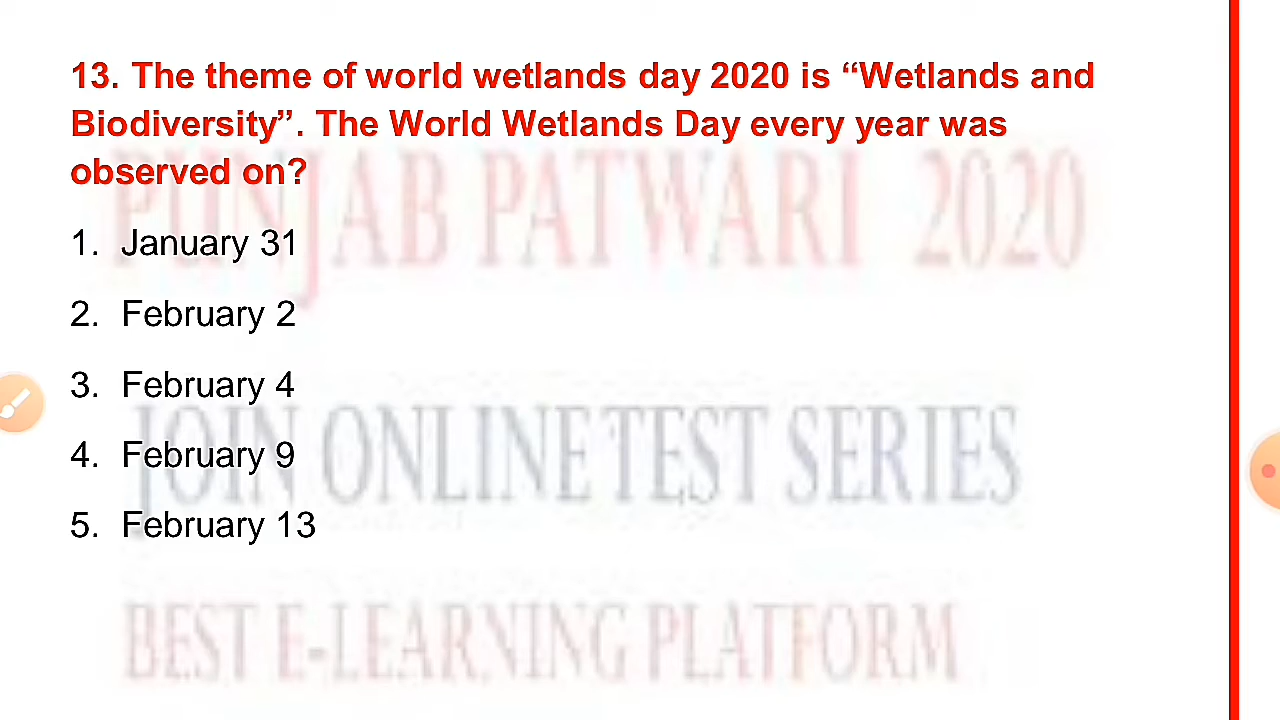 13. The theme of world wetlands day 2020 is “Wetlands and
Biodiversity”. The World Wetlands Day every year was
observed on?
PUNJAB PATWARI 2020
1. January 31
2. February 2
3. February 4
JOIN ONLINE TEST SERIES
4. February 9
5. February 13
BEST E-LEARNING PLATFORM